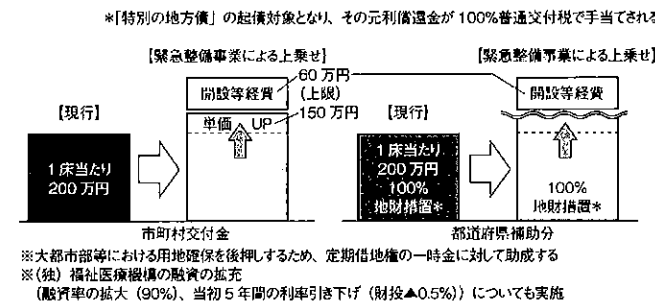 *「特別の地方債」の起債対象となり、その元利償還金が100%普通交付税で手当てされる
【緊急整備事業による上乗せ】
【緊急整備事業による上乗せ】
60万円
(上限)
開設等経費
開設等経費
【現行】
単価 UP
150万円
【現行】
1床当たり
200万円
1床当たり
200万円
100%
地財措置*
100%
地財措置*
市町村交付金
都道府県補助分
※大都市部等における用地確保を後押しするため、定期借地権の一時金に対して助成する
※(独)福祉医療機構の融資の拡充
(融資率の拡大(90%)、当初5年間の利率引き下げ(財投▲0.5%))についても実施